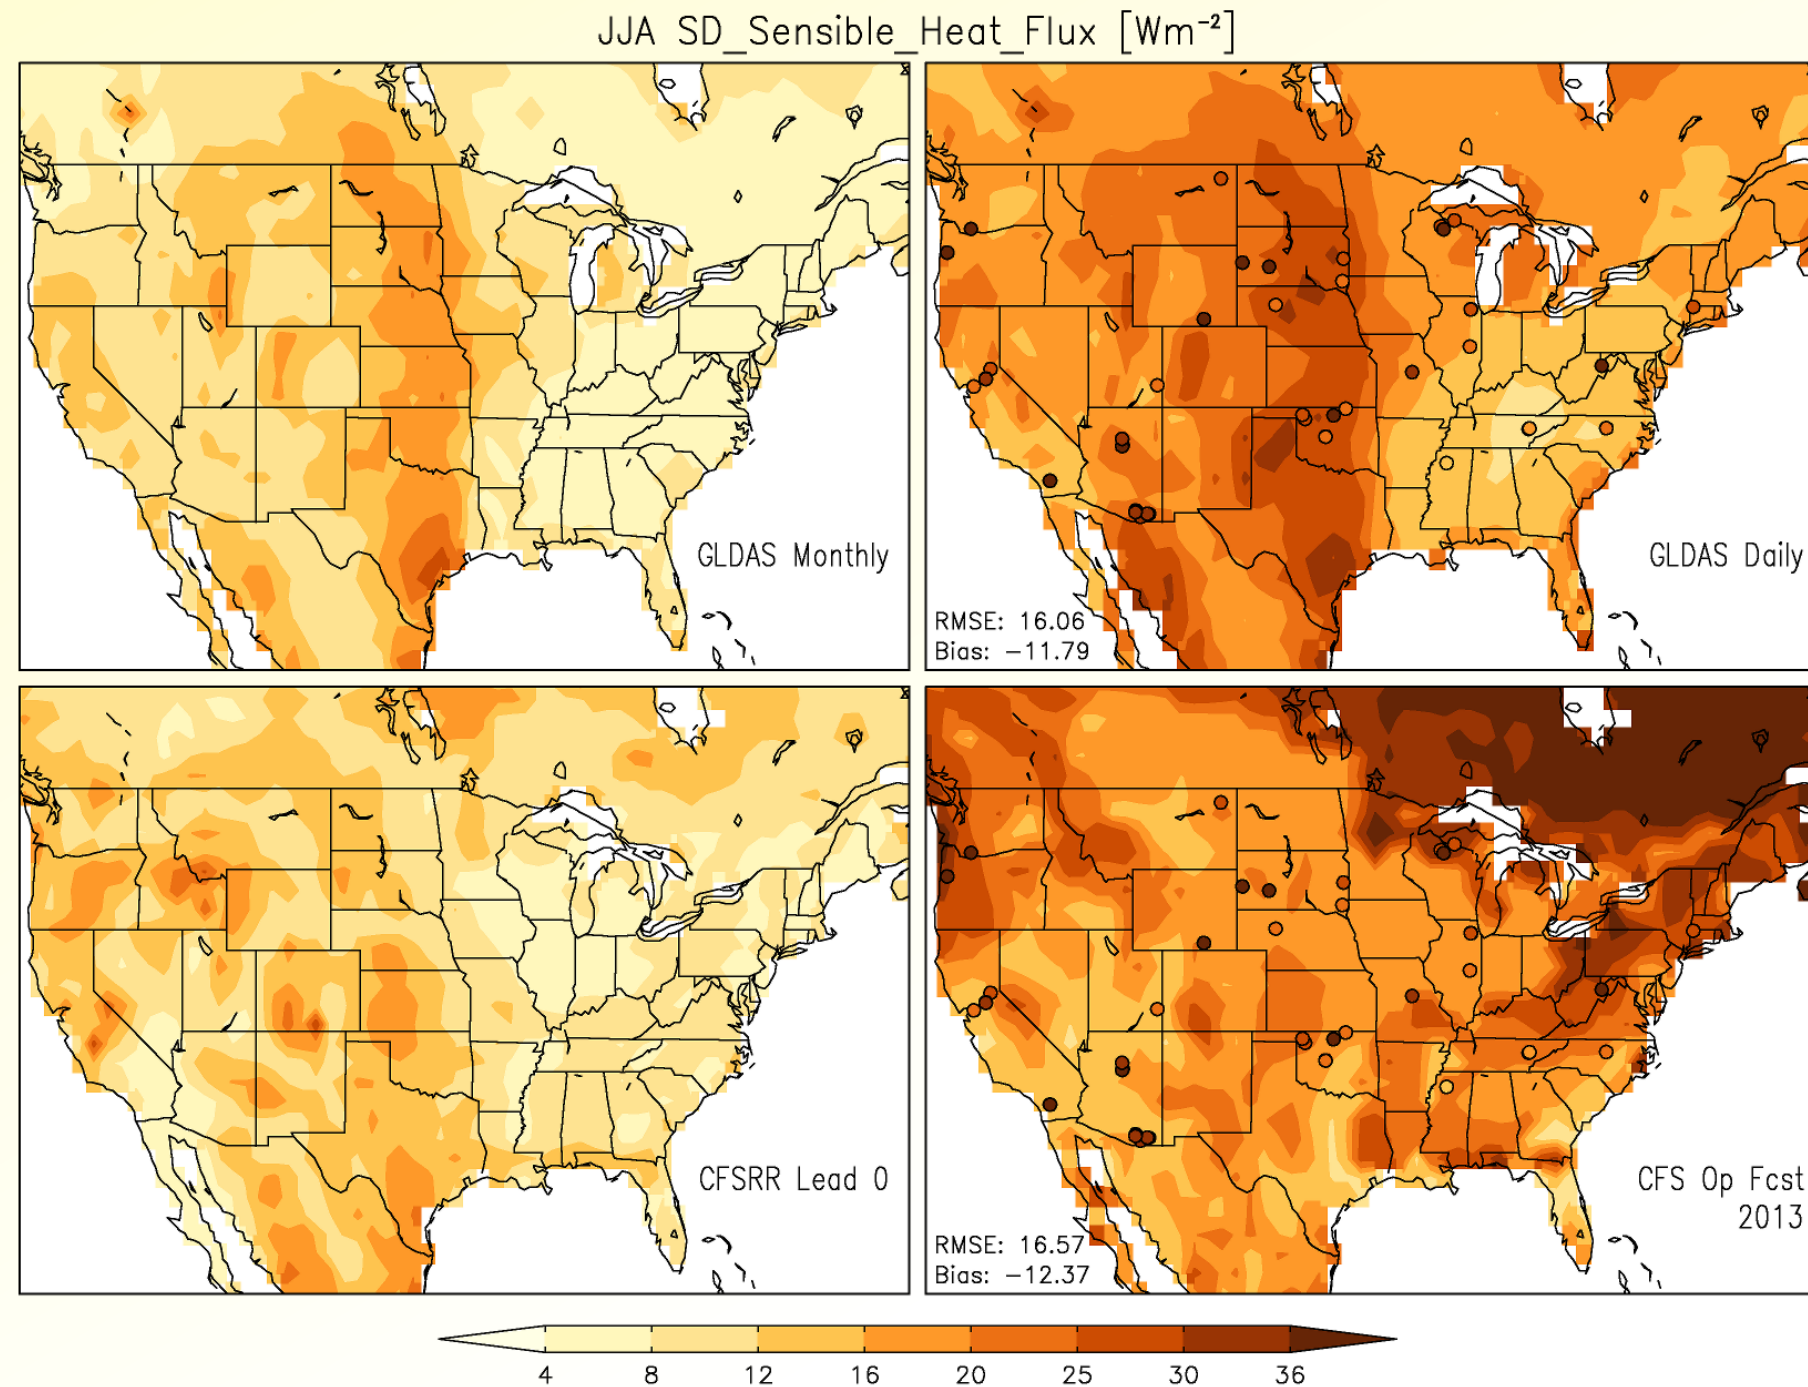 JJA SD_Sensible_Heat_Flux [Wm⁻²]
GLDAS Monthly
GLDAS Daily
RMSE: 16.06
Bias: −11.79
CFSRR Lead 0
CFS Op Fcst
2013
RMSE: 16.57
Bias: −12.37
4 8 12 16 20 25 30 36